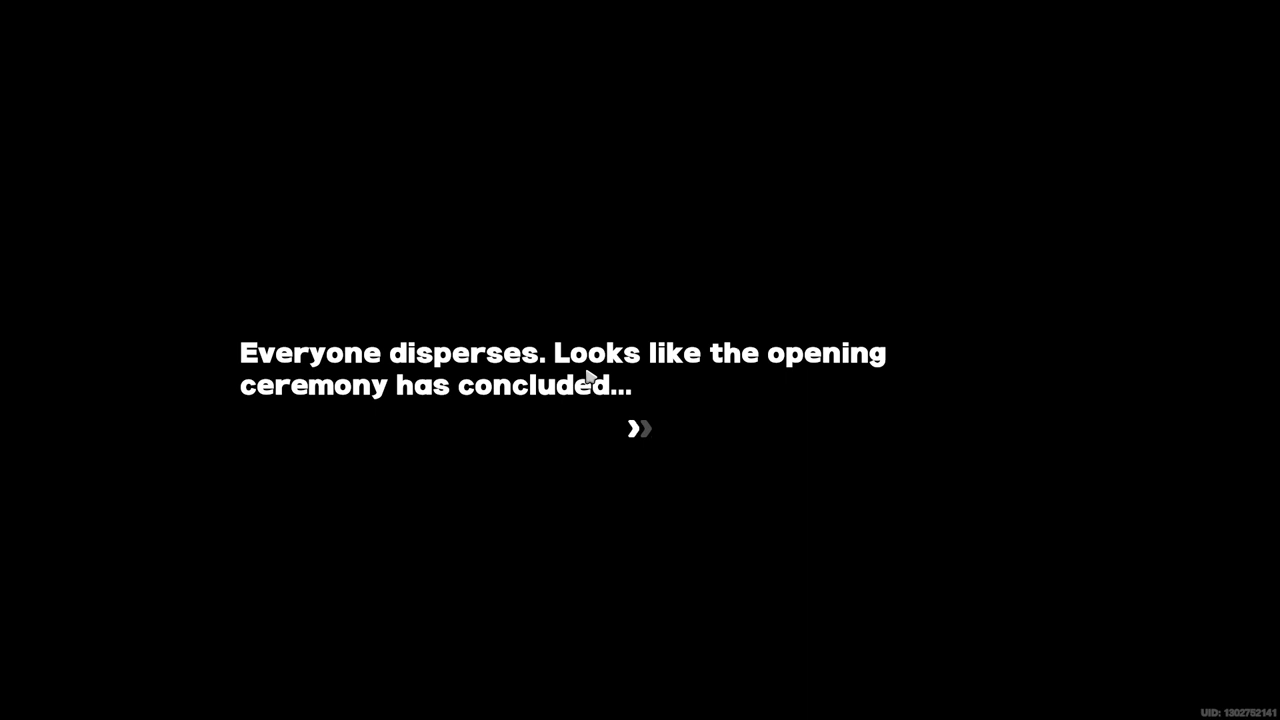 Everyone disperses. Looks like the opening
ceremony has concluded...
UID: 1302752141